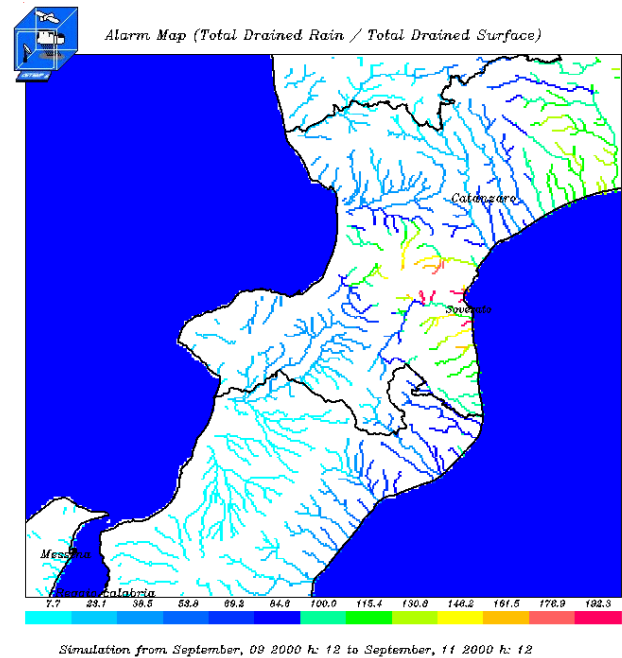 Alarm Map (Total Drained Rain / Total Drained Surface)
Catanzaro
Soverato
Messina
Reggio calabria
7.7 23.1 38.5 53.8 69.2 84.6 100.0 115.4 130.8 146.2 161.5 176.9 192.3
Simulation from September, 09 2000 h: 12 to September, 11 2000 h: 12